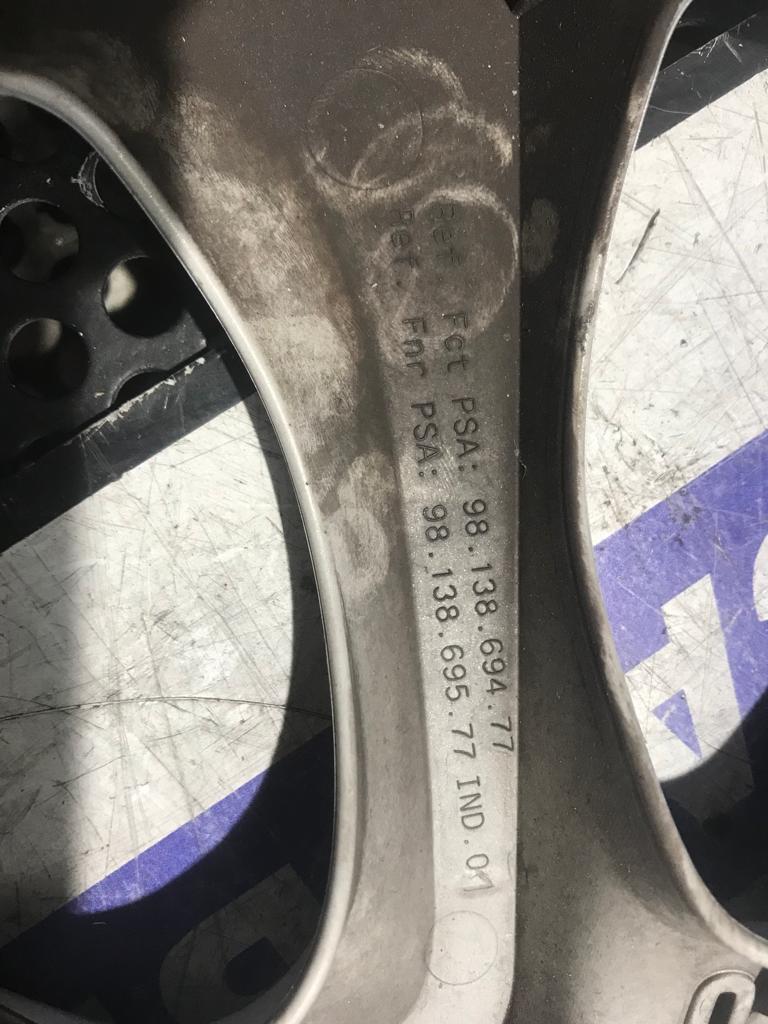 Ref. Fct PSA: 98.138.694.77
Ref. Fnr PSA: 98.138.695.77 IND.01